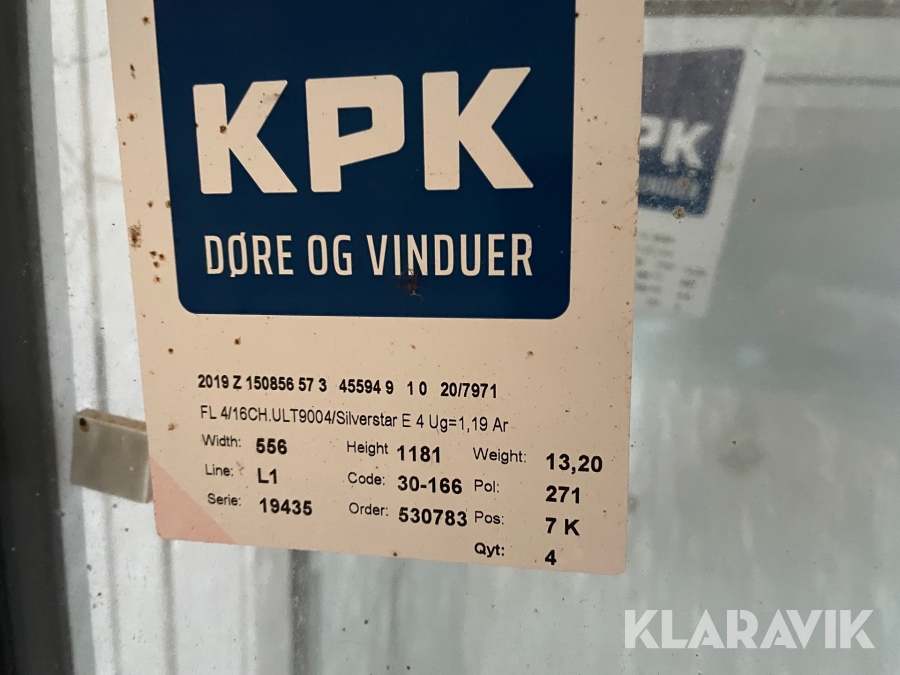 KPK
DØRE OG VINDUER
2019 Z 150856 57 3 45594 9 1 0 20/7971
FL 4/16CH.ULT9004/Silverstar E 4 Ug=1,19 Ar
Width: 556 Height 1181 Weight: 13,20
Line: L1 Code: 30-166 Pol: 271
Serie: 19435 Order: 530783 Pos: 7 K
Qyt: 4
PK
KLARAVIK